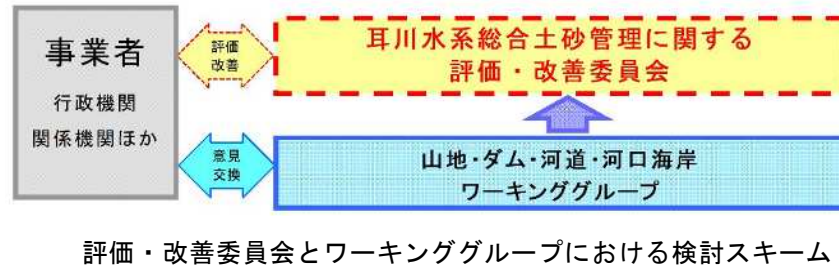 事業者
行政機関
関係機関ほか
評価
改善
耳川水系総合土砂管理に関する
評価・改善委員会
意見
交換
山地・ダム・河道・河口海岸
ワーキンググループ
評価・改善委員会とワーキンググループにおける検討スキーム